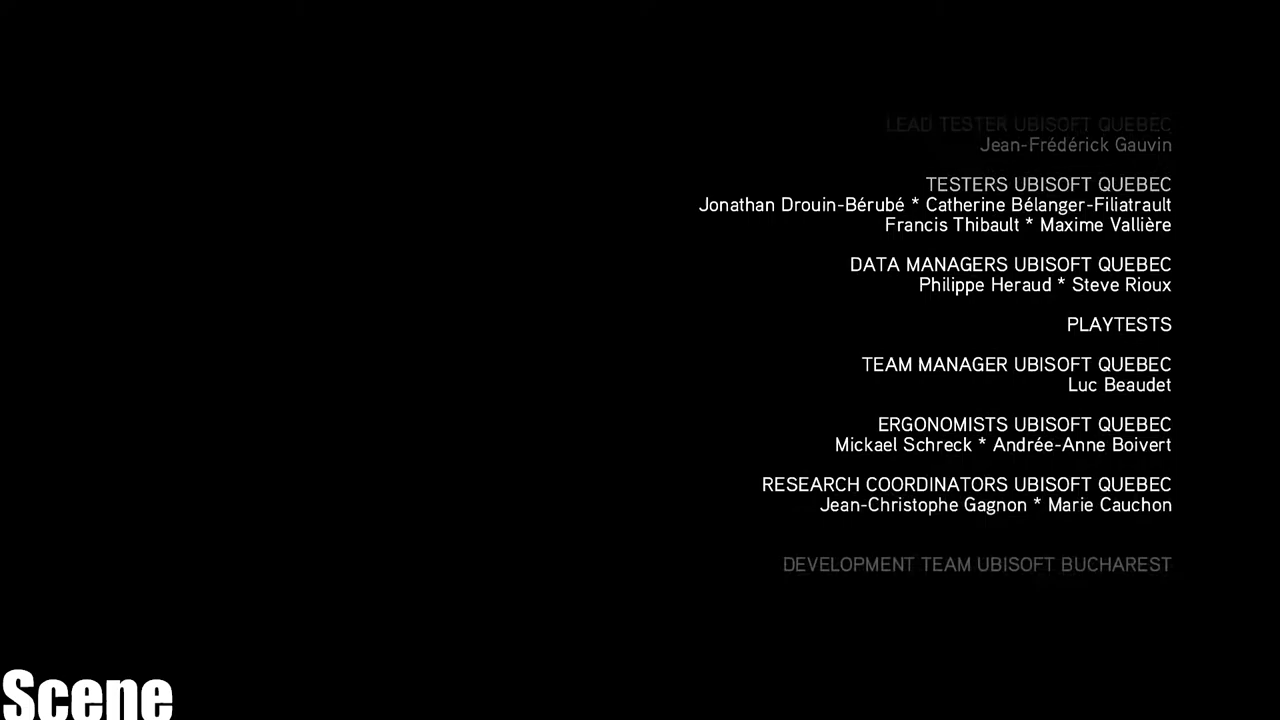 LEAD TESTER UBISOFT QUEBEC
Jean-Frédérick Gauvin
TESTERS UBISOFT QUEBEC
Jonathan Drouin-Bérubé * Catherine Bélanger-Filiatrault
Francis Thibault * Maxime Vallière
DATA MANAGERS UBISOFT QUEBEC
Philippe Heraud * Steve Rioux
PLAYTESTS
TEAM MANAGER UBISOFT QUEBEC
Luc Beaudet
ERGONOMISTS UBISOFT QUEBEC
Mickael Schreck * Andrée-Anne Boivert
RESEARCH COORDINATORS UBISOFT QUEBEC
Jean-Christophe Gagnon * Marie Cauchon
DEVELOPMENT TEAM UBISOFT BUCHAREST
Scene